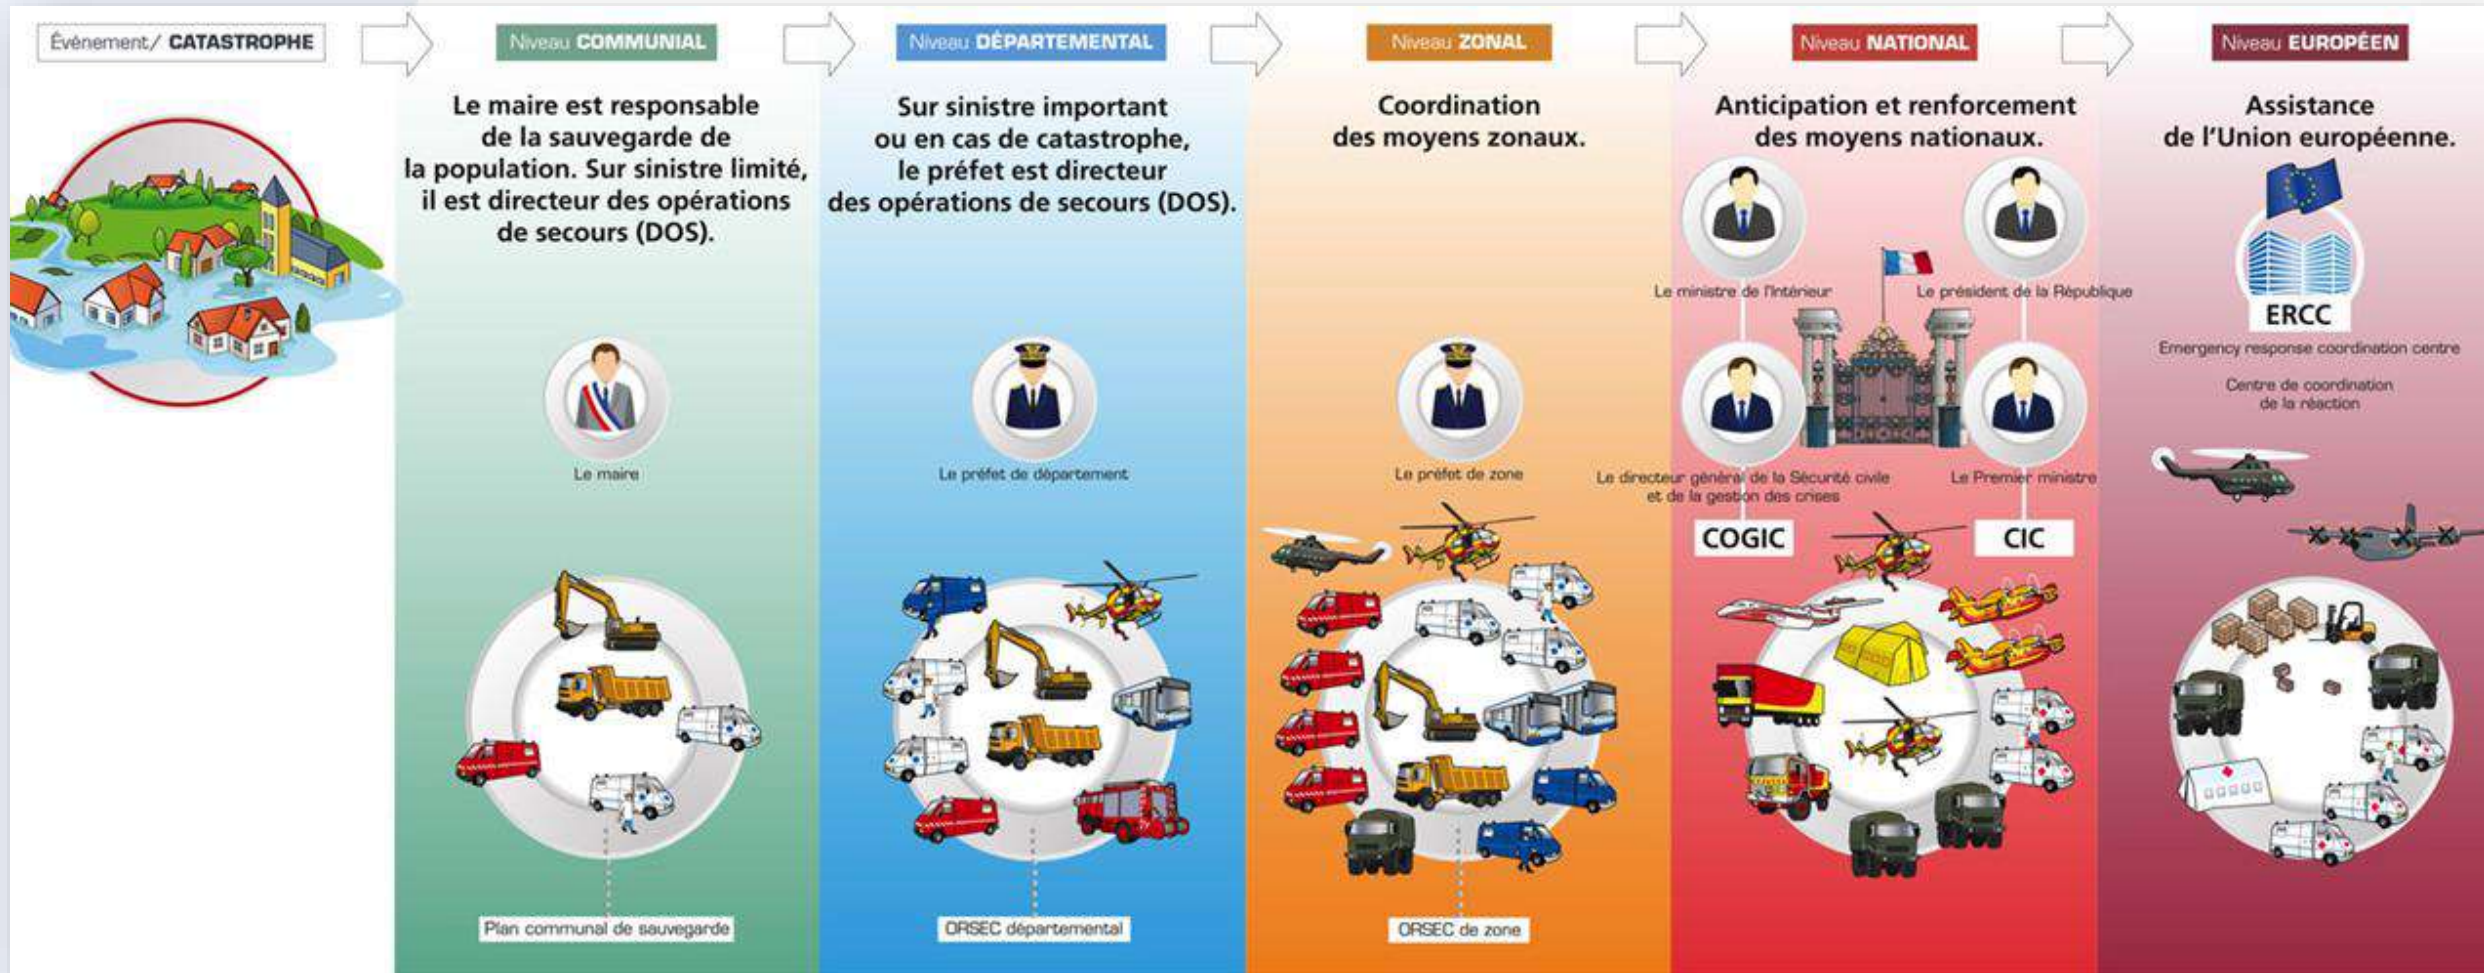 Événement/ CATASTROPHE
Niveau COMMUNIAL
Niveau DÉPARTEMENTAL
Niveau ZONAL
Niveau NATIONAL
Niveau EUROPÉEN
Le maire est responsable
de la sauvegarde de
la population. Sur sinistre limité,
il est directeur des opérations
de secours (DOS).
Le maire
Plan communal de sauvegarde
Sur sinistre important
ou en cas de catastrophe,
le préfet est directeur
des opérations de secours (DOS).
Le préfet de département
ORSEC départemental
Coordination
des moyens zonaux.
Le préfet de zone
ORSEC de zone
Anticipation et renforcement
des moyens nationaux.
Le ministre de l'Intérieur
Le président de la République
Le directeur général de la Sécurité civile
et de la gestion des crises
Le Premier ministre
COGIC
CIC
Assistance
de l'Union européenne.
ERCC
Emergency response coordination centre
Centre de coordination
de la réaction